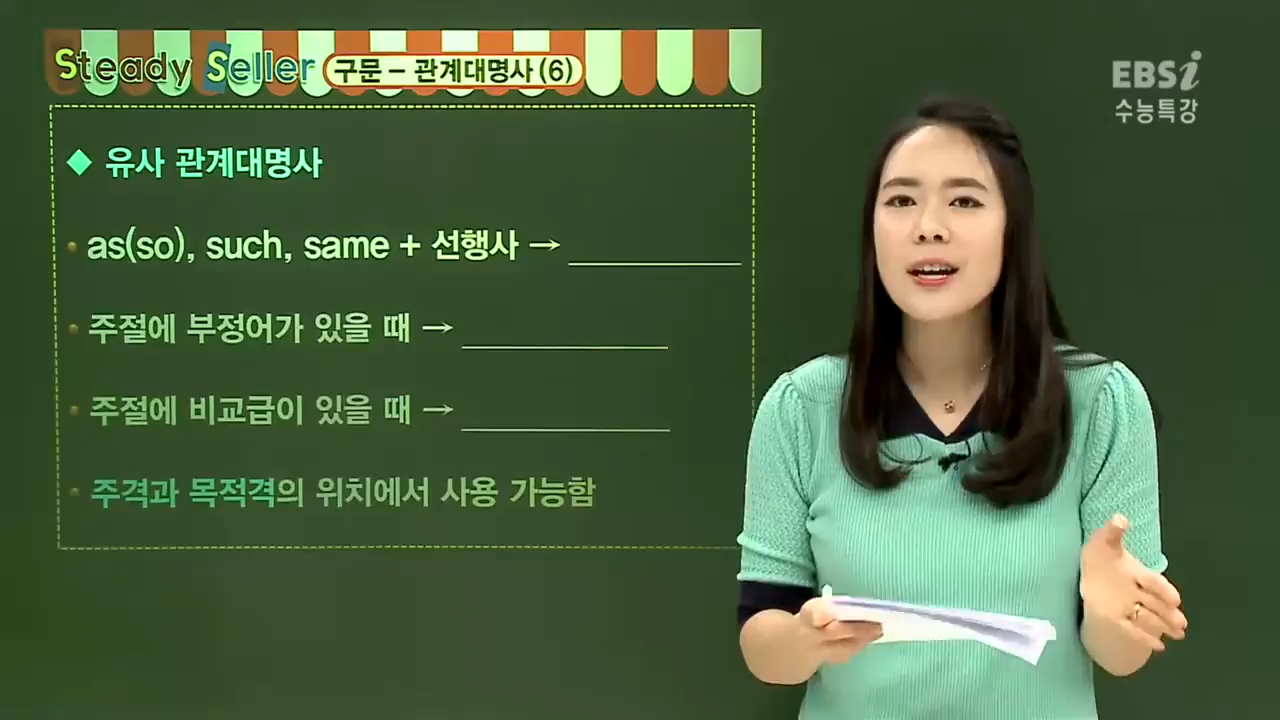 Steady Seller 구문 – 관계대명사 (6)
EBSi
수능특강
◆ 유사 관계대명사
• as(so), such, same + 선행사 → ________
• 주절에 부정어가 있을 때 → ________
• 주절에 비교급이 있을 때 → ________
• 주격과 목적격의 위치에서 사용 가능함